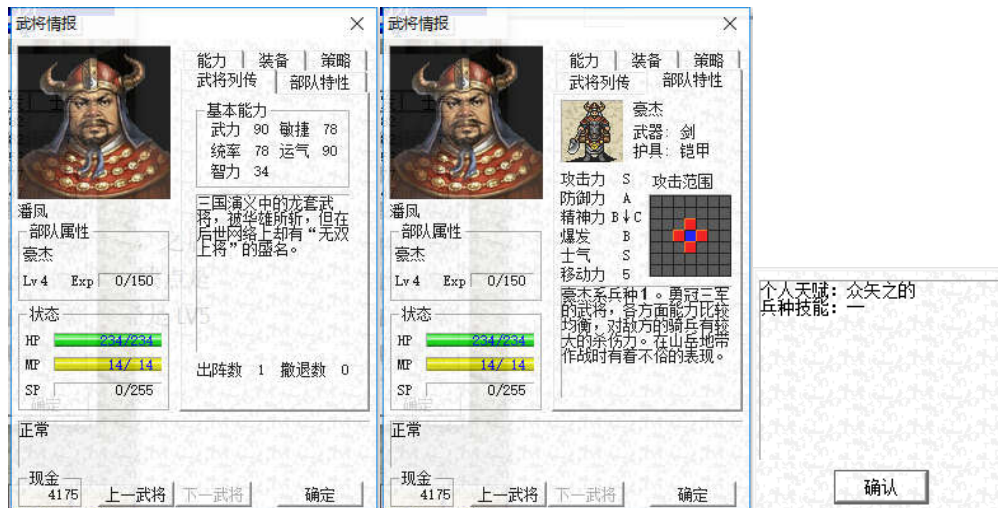 武将情报
能力 装备 策略
武将列传 部队特性
基本能力
武力 90 敏捷 78
统率 78 运气 90
智力 34
三国演义中的龙套武
将，被华雄所斩，但在
后世网络上却有“无双
上将”的盛名。
潘凤
部队属性
豪杰
Lv 4 Exp 0/150
状态
HP 234/234
MP 14/ 14
SP 0/255
出阵数 1 撤退数 0
正常
现金
4175
上一武将 下一武将 确定
武将情报
能力 装备 策略
武将列传 部队特性
豪杰
武器: 剑
护具: 铠甲
攻击力 S
防御力 A
精神力 B↓C
爆发 B
士气 S
移动力 5
攻击范围
豪杰系兵种1。勇冠三军
的武将，各方面能力比较
均衡，对敌方的骑兵有较
大的杀伤力。在山岳地带
作战时有着不俗的表现。
潘凤
部队属性
豪杰
Lv 4 Exp 0/150
状态
HP 234/234
MP 14/ 14
SP 0/255
正常
现金
4175
上一武将 下一武将 确定
个人天赋: 众矢之的
兵种技能: 一
确认